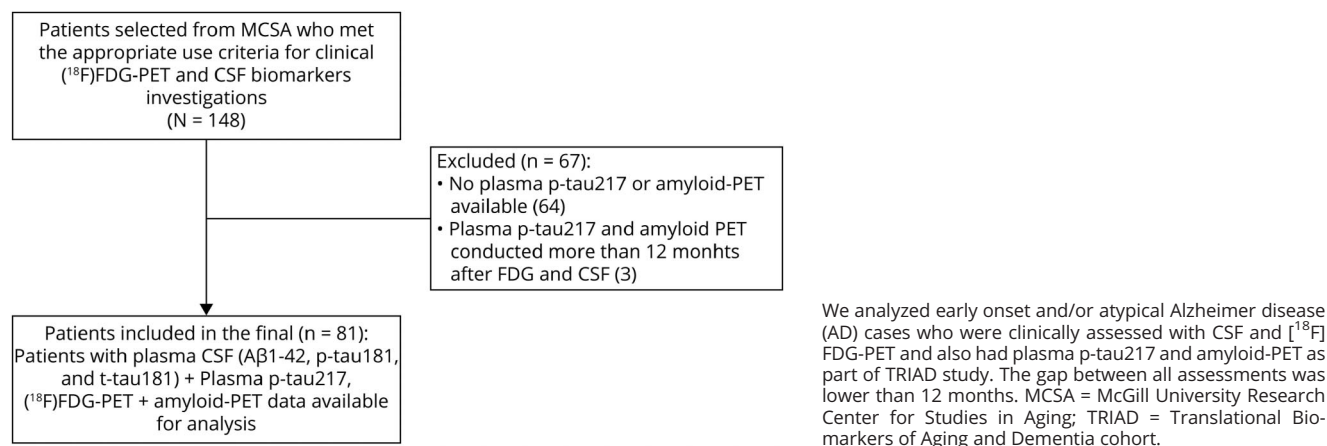 Patients selected from MCSA who met
the appropriate use criteria for clinical
(¹⁸F)FDG-PET and CSF biomarkers
investigations
(N = 148)
Excluded (n = 67):
• No plasma p-tau217 or amyloid-PET
available (64)
• Plasma p-tau217 and amyloid PET
conducted more than 12 monhts
after FDG and CSF (3)
Patients included in the final (n = 81):
Patients with plasma CSF (Aβ1-42, p-tau181,
and t-tau181) + Plasma p-tau217,
(¹⁸F)FDG-PET + amyloid-PET data available
for analysis
We analyzed early onset and/or atypical Alzheimer disease
(AD) cases who were clinically assessed with CSF and [¹⁸F]
FDG-PET and also had plasma p-tau217 and amyloid-PET as
part of TRIAD study. The gap between all assessments was
lower than 12 months. MCSA = McGill University Research
Center for Studies in Aging; TRIAD = Translational Bio-
markers of Aging and Dementia cohort.